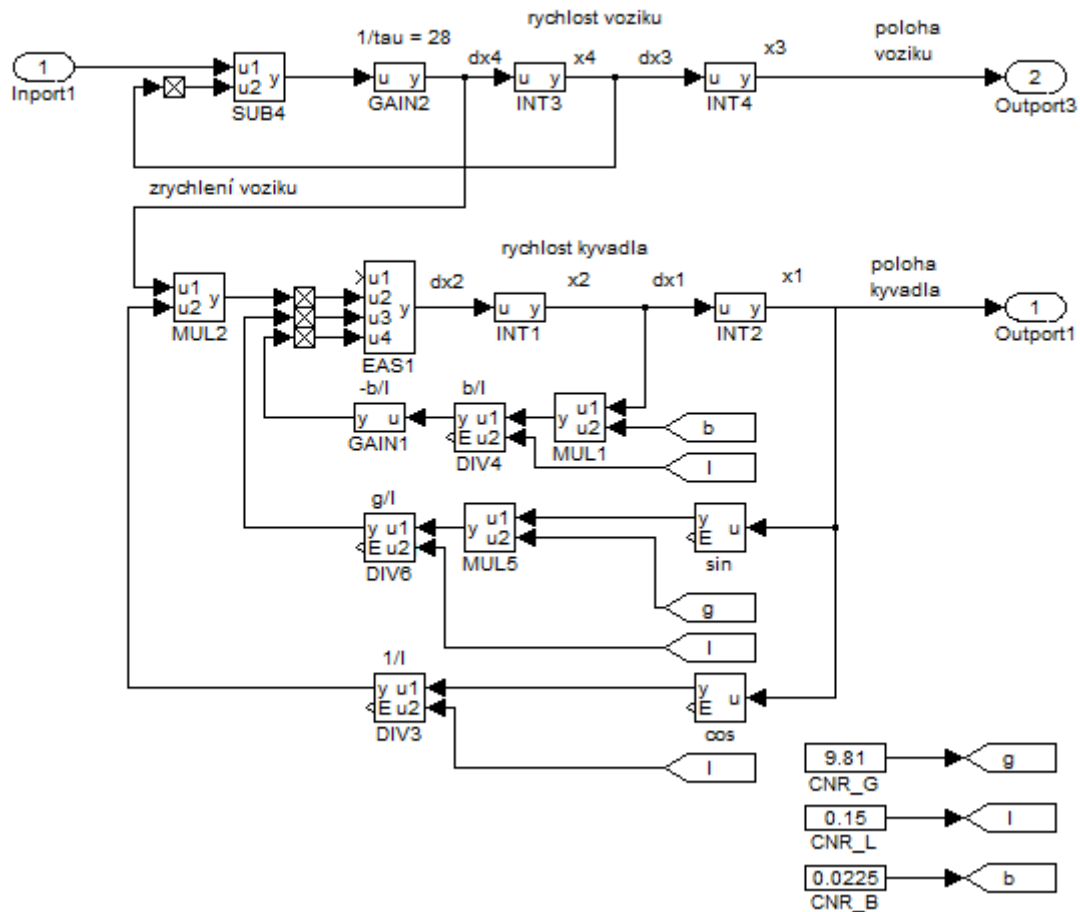 rychlost voziku
poloha
voziku
1/tau = 28
dx4
x4
dx3
x3
1
Inport1
u1
u2
y
SUB4
u y
GAIN2
u y
INT3
u y
INT4
2
Outport3
zrychlení voziku
rychlost kyvadla
u1
u2
y
MUL2
u1
u2
u3
u4
y
EAS1
dx2
u y
INT1
x2
dx1
u y
INT2
x1
poloha
kyvadla
1
Outport1
-b/l
y u
GAIN1
b/l
y u1
E u2
DIV4
y u1
u2
MUL1
b
l
g/l
y u1
E u2
DIV6
y u1
u2
MUL5
y
E
u
sin
g
l
1/l
y u1
E u2
DIV3
y
E
u
cos
l
9.81
CNR_G
g
0.15
CNR_L
l
0.0225
CNR_B
b